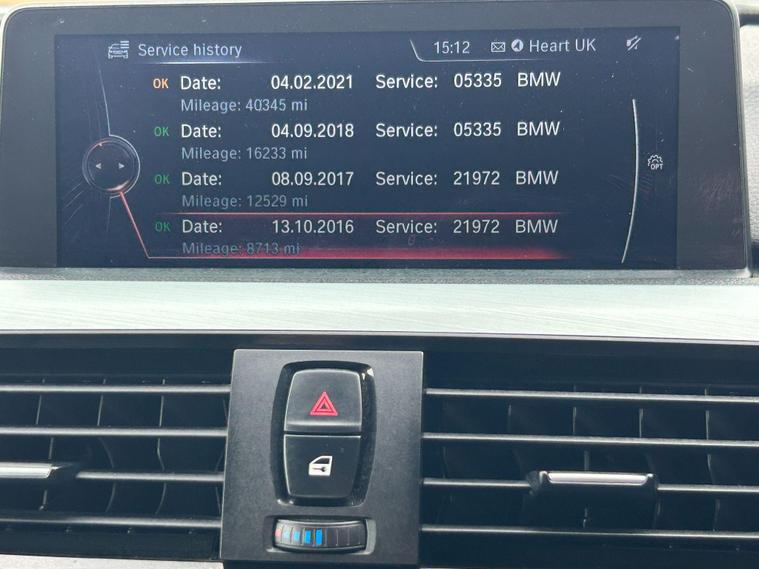 Service history 15:12 Heart UK
OK Date: 04.02.2021 Service: 05335 BMW
Mileage: 40345 mi
OK Date: 04.09.2018 Service: 05335 BMW
Mileage: 16233 mi
OK Date: 08.09.2017 Service: 21972 BMW
Mileage: 12529 mi
OPT
OK Date: 13.10.2016 Service: 21972 BMW
Mileage: 8713 mi